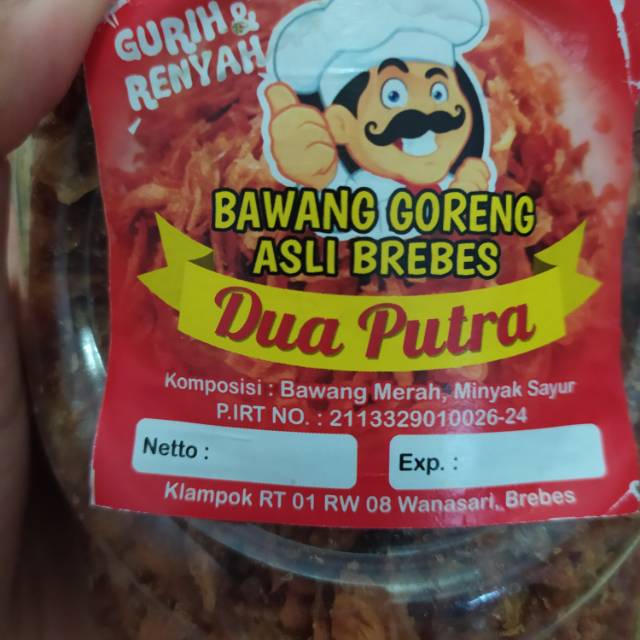 GURIH &
RENYAH
BAWANG GORENG
ASLI BREBES
Dua Putra
Komposisi : Bawang Merah, Minyak Sayur
P.IRT NO. : 2113329010026-24
Netto :
Exp. :
Klampok RT 01 RW 08 Wanasari, Brebes